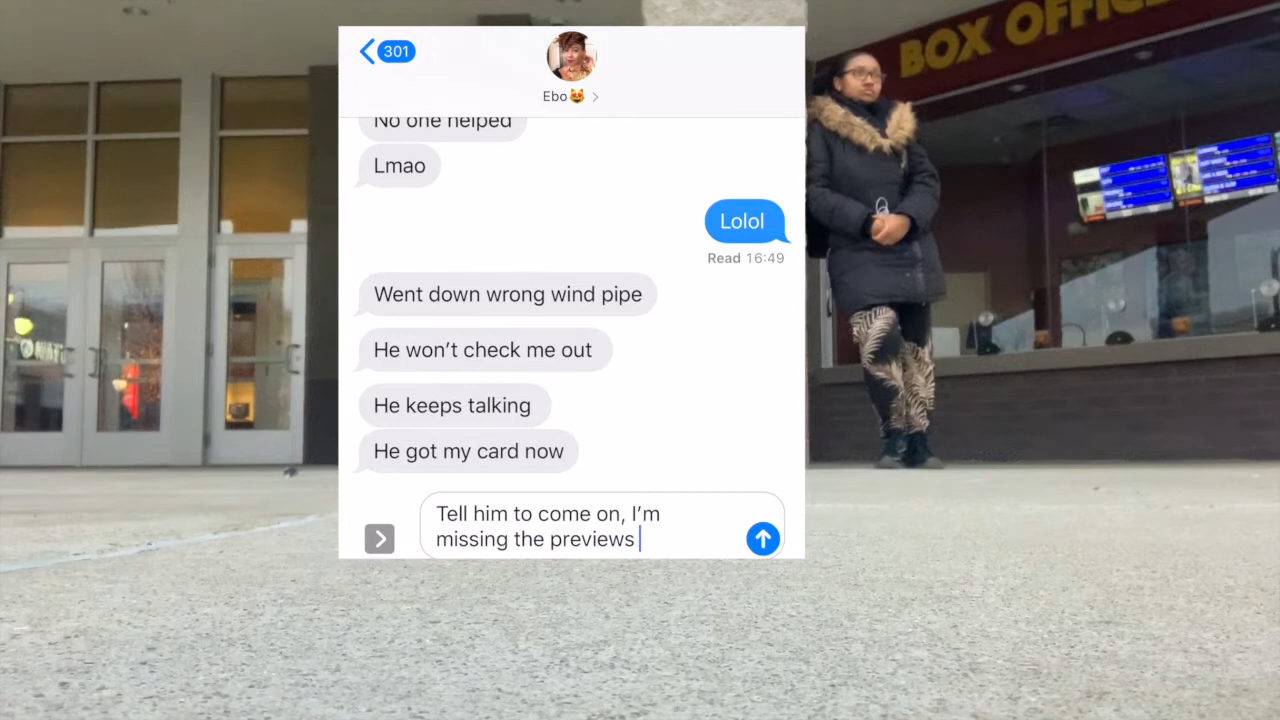 BOX OFFICE
301
Ebo
No one helped
Lmao
Lolol
Read 16:49
Went down wrong wind pipe
He won’t check me out
He keeps talking
He got my card now
Tell him to come on, I’m
missing the previews